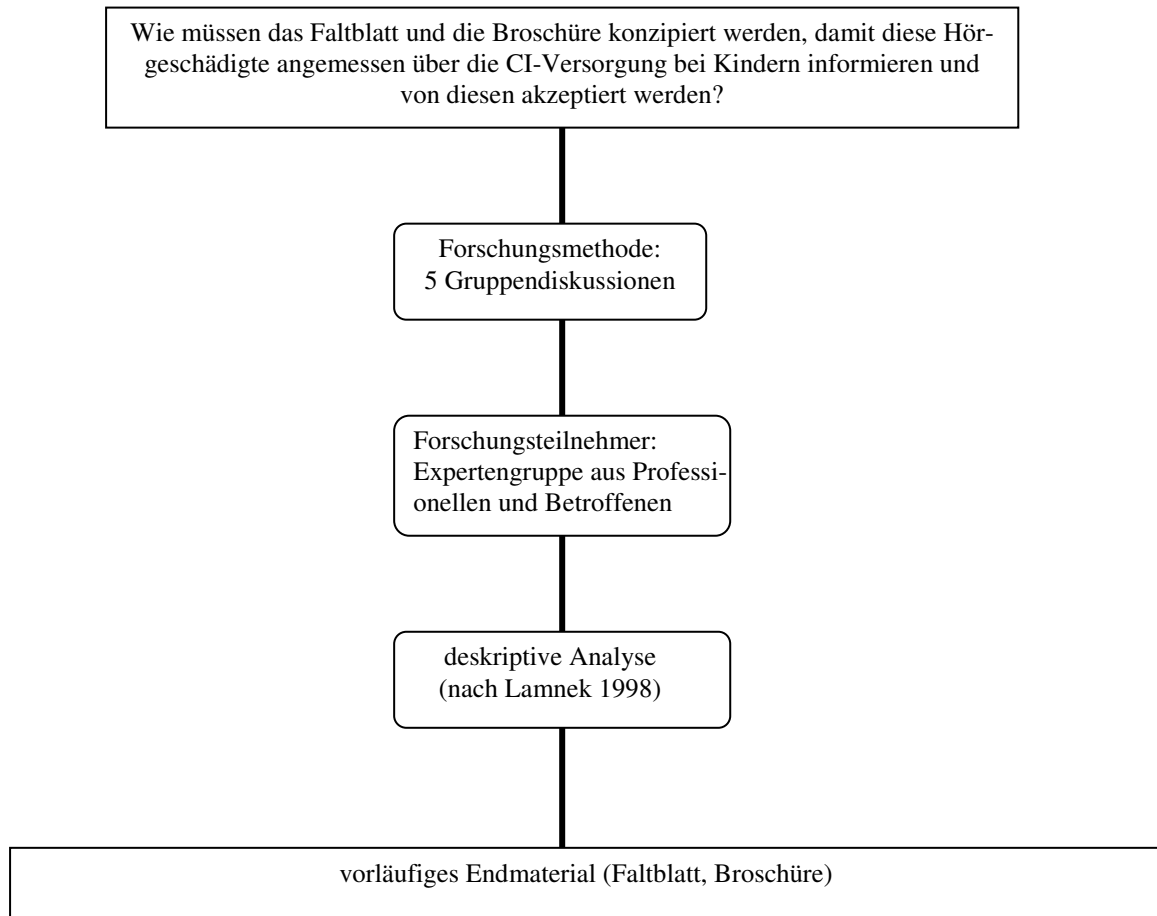 Wie müssen das Faltblatt und die Broschüre konzipiert werden, damit diese Hör-
geschädigte angemessen über die CI-Versorgung bei Kindern informieren und
von diesen akzeptiert werden?
Forschungsmethode:
5 Gruppendiskussionen
Forschungsteilnehmer:
Expertengruppe aus Professi-
onellen und Betroffenen
deskriptive Analyse
(nach Lamnek 1998)
vorläufiges Endmaterial (Faltblatt, Broschüre)